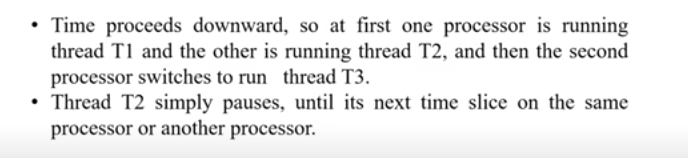 • Time proceeds downward, so at first one processor is running
thread T1 and the other is running thread T2, and then the second
processor switches to run thread T3.
• Thread T2 simply pauses, until its next time slice on the same
processor or another processor.